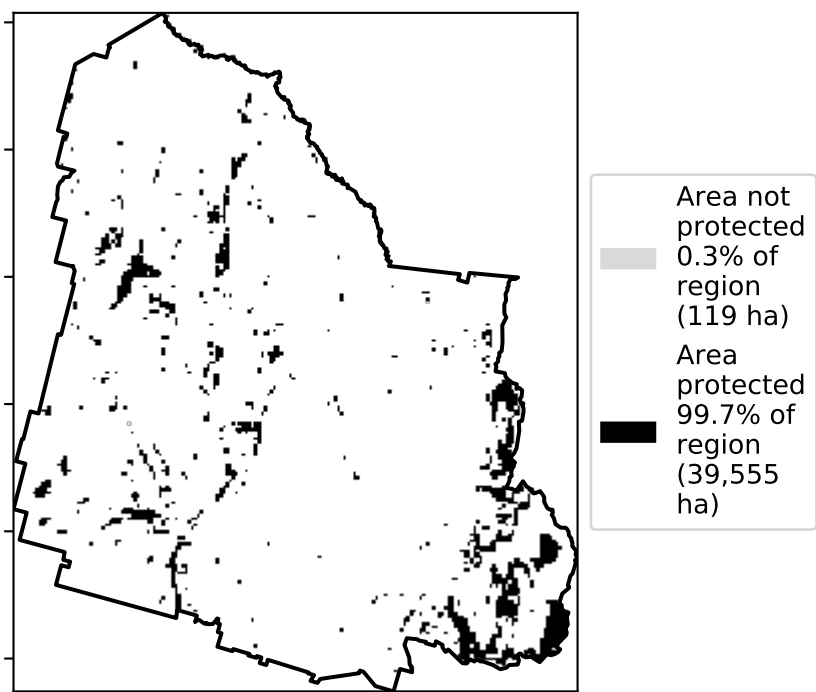 Area not
protected
0.3% of
region
(119 ha)
Area
protected
99.7% of
region
(39,555
ha)